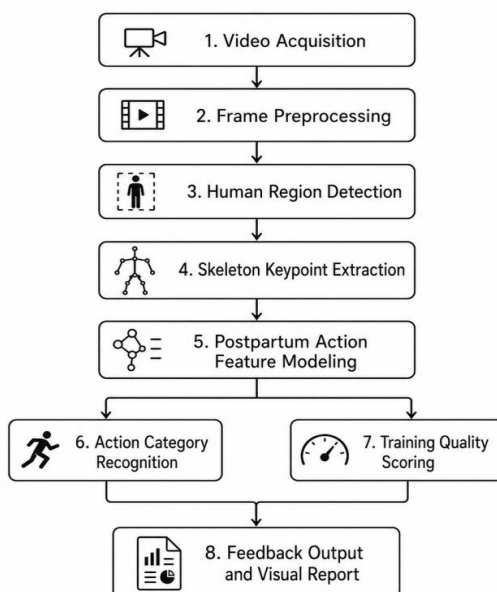 1. Video Acquisition
2. Frame Preprocessing
3. Human Region Detection
4. Skeleton Keypoint Extraction
5. Postpartum Action
Feature Modeling
6. Action Category
Recognition
7. Training Quality
Scoring
8. Feedback Output
and Visual Report